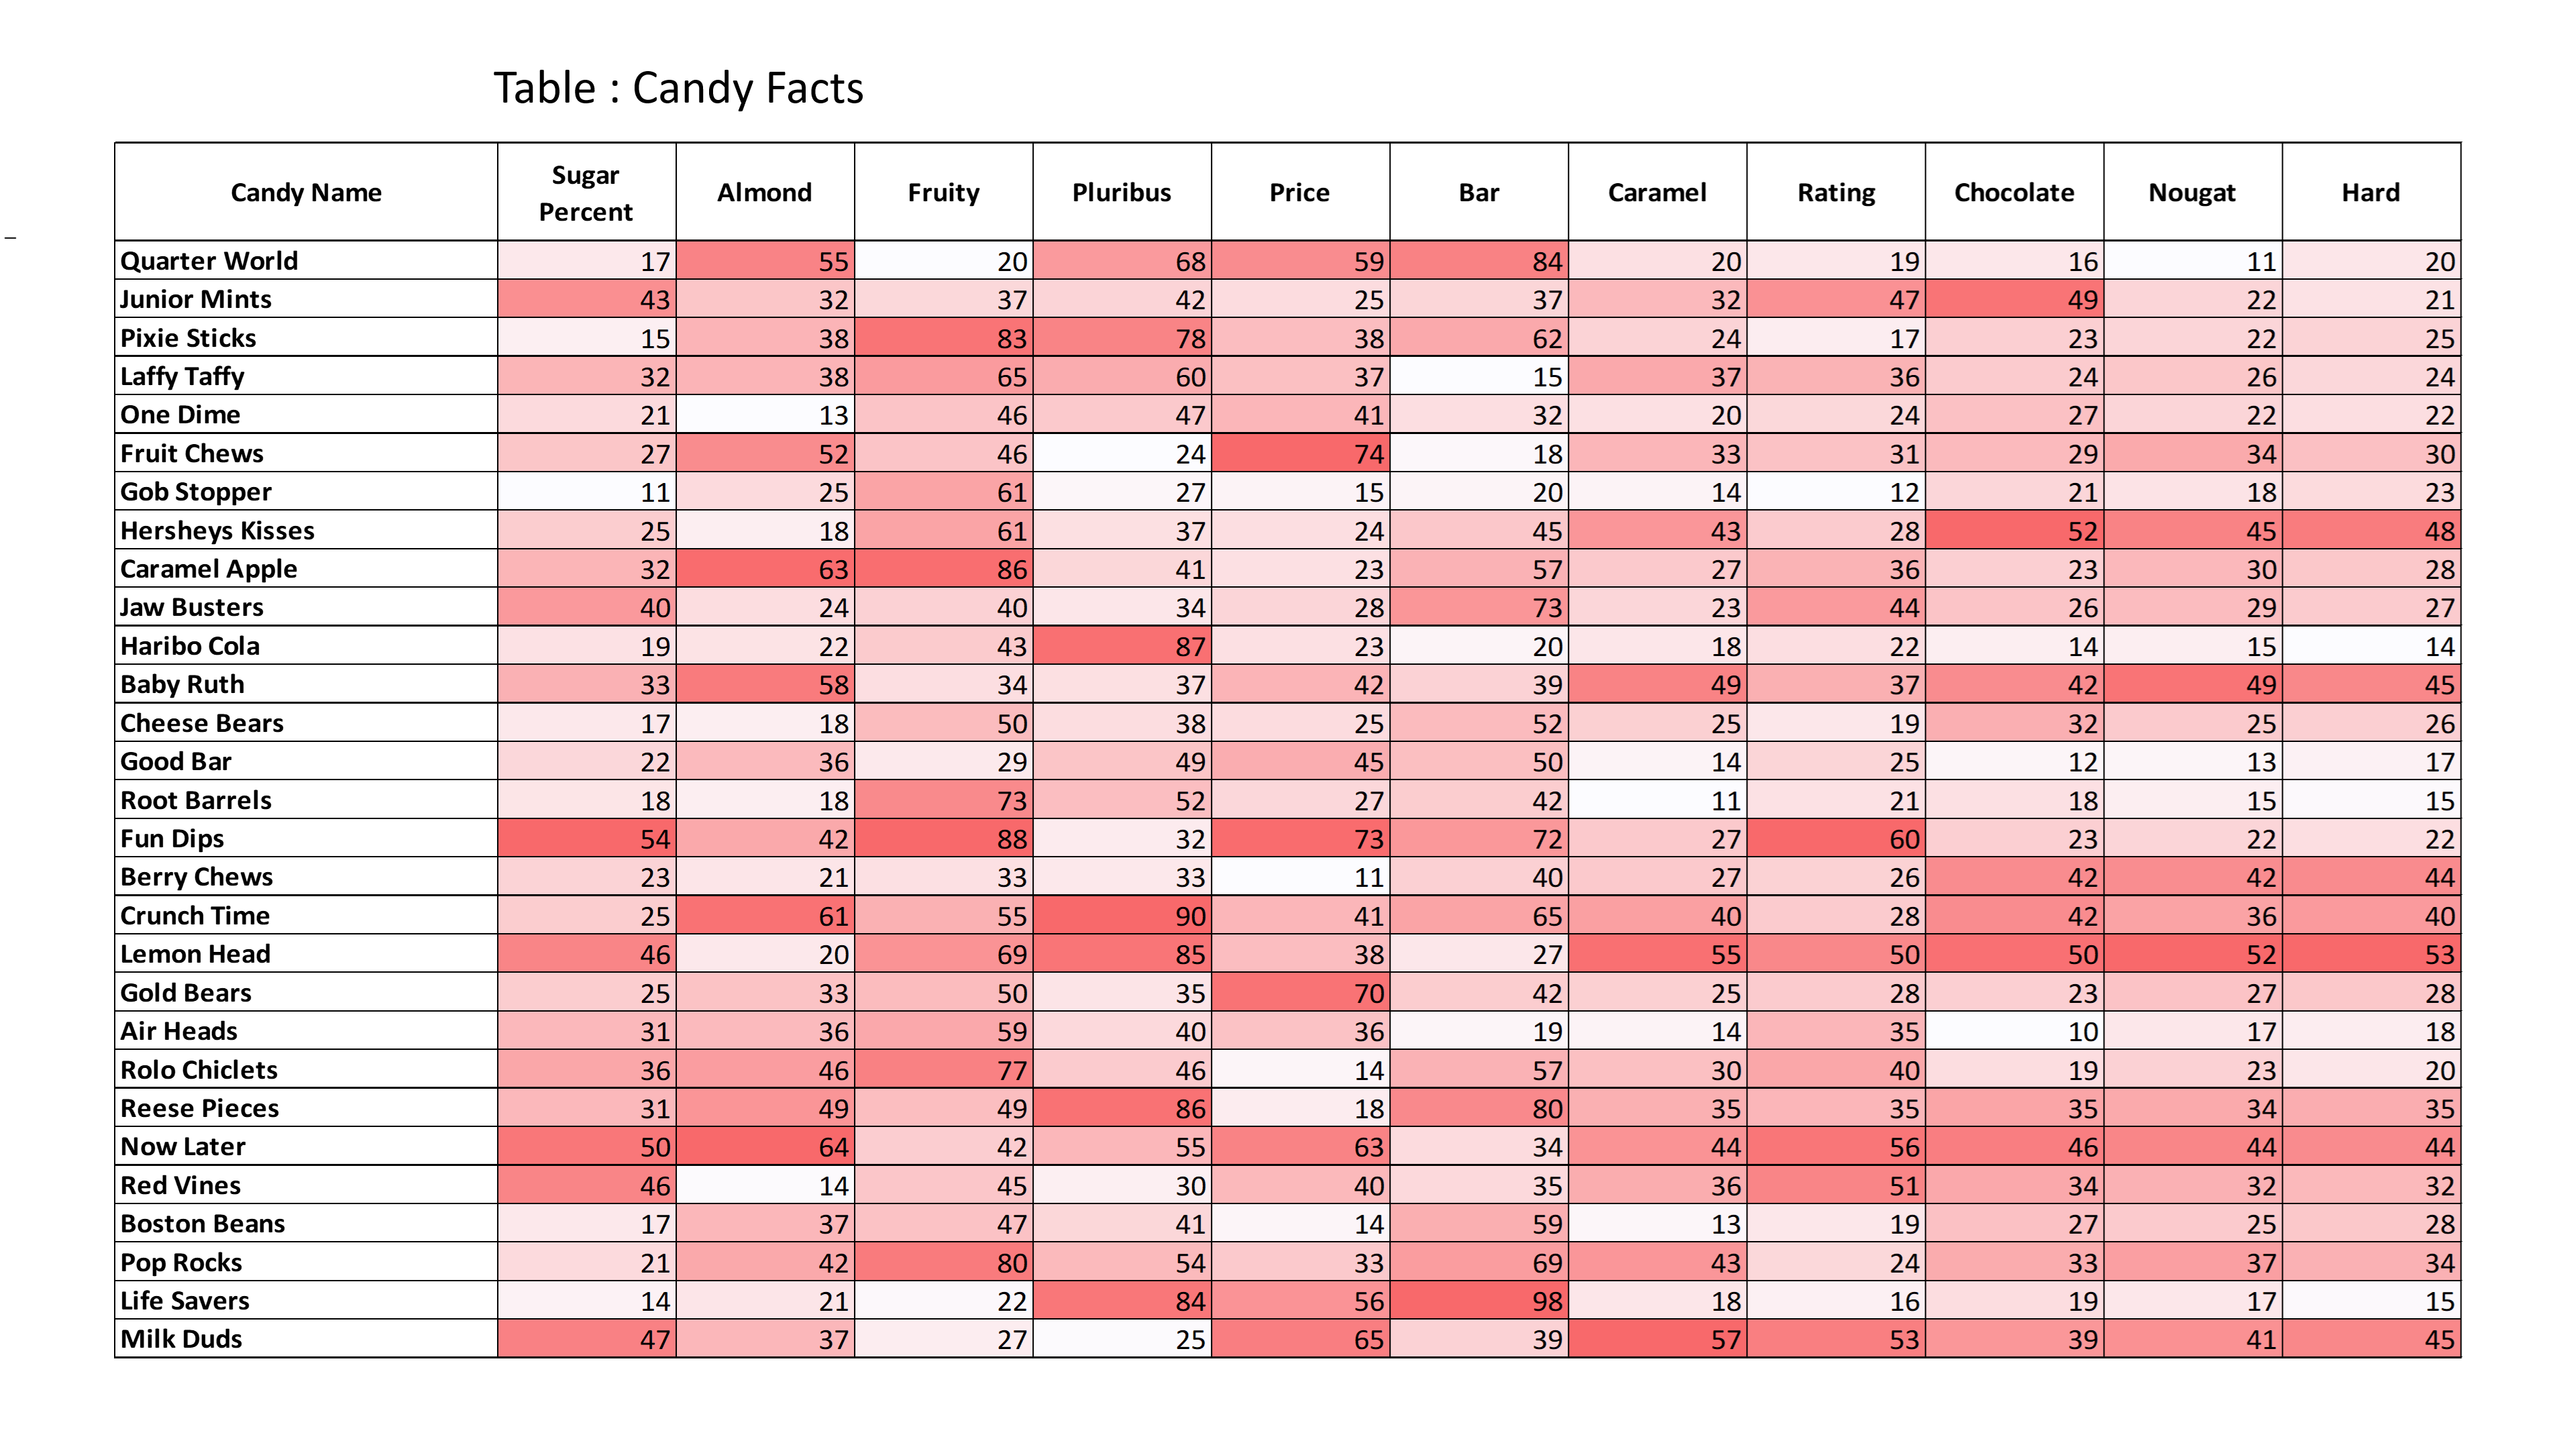 Table : Candy Facts
Candy Name Sugar Percent Almond Fruity Pluribus Price Bar Caramel Rating Chocolate Nougat Hard
Quarter World 17 55 20 68 59 84 20 19 16 11 20
Junior Mints 43 32 37 42 25 37 32 47 49 22 21
Pixie Sticks 15 38 83 78 38 62 24 17 23 22 25
Laffy Taffy 32 38 65 60 37 15 37 36 24 26 24
One Dime 21 13 46 47 41 32 20 24 27 22 22
Fruit Chews 27 52 46 24 74 18 33 31 29 34 30
Gob Stopper 11 25 61 27 15 20 14 12 21 18 23
Hersheys Kisses 25 18 61 37 24 45 43 28 52 45 48
Caramel Apple 32 63 86 41 23 57 27 36 23 30 28
Jaw Busters 40 24 40 34 28 73 23 44 26 29 27
Haribo Cola 19 22 43 87 23 20 18 22 14 15 14
Baby Ruth 33 58 34 37 42 39 49 37 42 49 45
Cheese Bears 17 18 50 38 25 52 25 19 32 25 26
Good Bar 22 36 29 49 45 50 14 25 12 13 17
Root Barrels 18 18 73 52 27 42 11 21 18 15 15
Fun Dips 54 42 88 32 73 72 27 60 23 22 22
Berry Chews 23 21 33 33 11 40 27 26 42 42 44
Crunch Time 25 61 55 90 41 65 40 28 42 36 40
Lemon Head 46 20 69 85 38 27 55 50 50 52 53
Gold Bears 25 33 50 35 70 42 25 28 23 27 28
Air Heads 31 36 59 40 36 19 14 35 10 17 18
Rolo Chiclets 36 46 77 46 14 57 30 40 19 23 20
Reese Pieces 31 49 49 86 18 80 35 35 35 34 35
Now Later 50 64 42 55 63 34 44 56 46 44 44
Red Vines 46 14 45 30 40 35 36 51 34 32 32
Boston Beans 17 37 47 41 14 59 13 19 27 25 28
Pop Rocks 21 42 80 54 33 69 43 24 33 37 34
Life Savers 14 21 22 84 56 98 18 16 19 17 15
Milk Duds 47 37 27 25 65 39 57 53 39 41 45